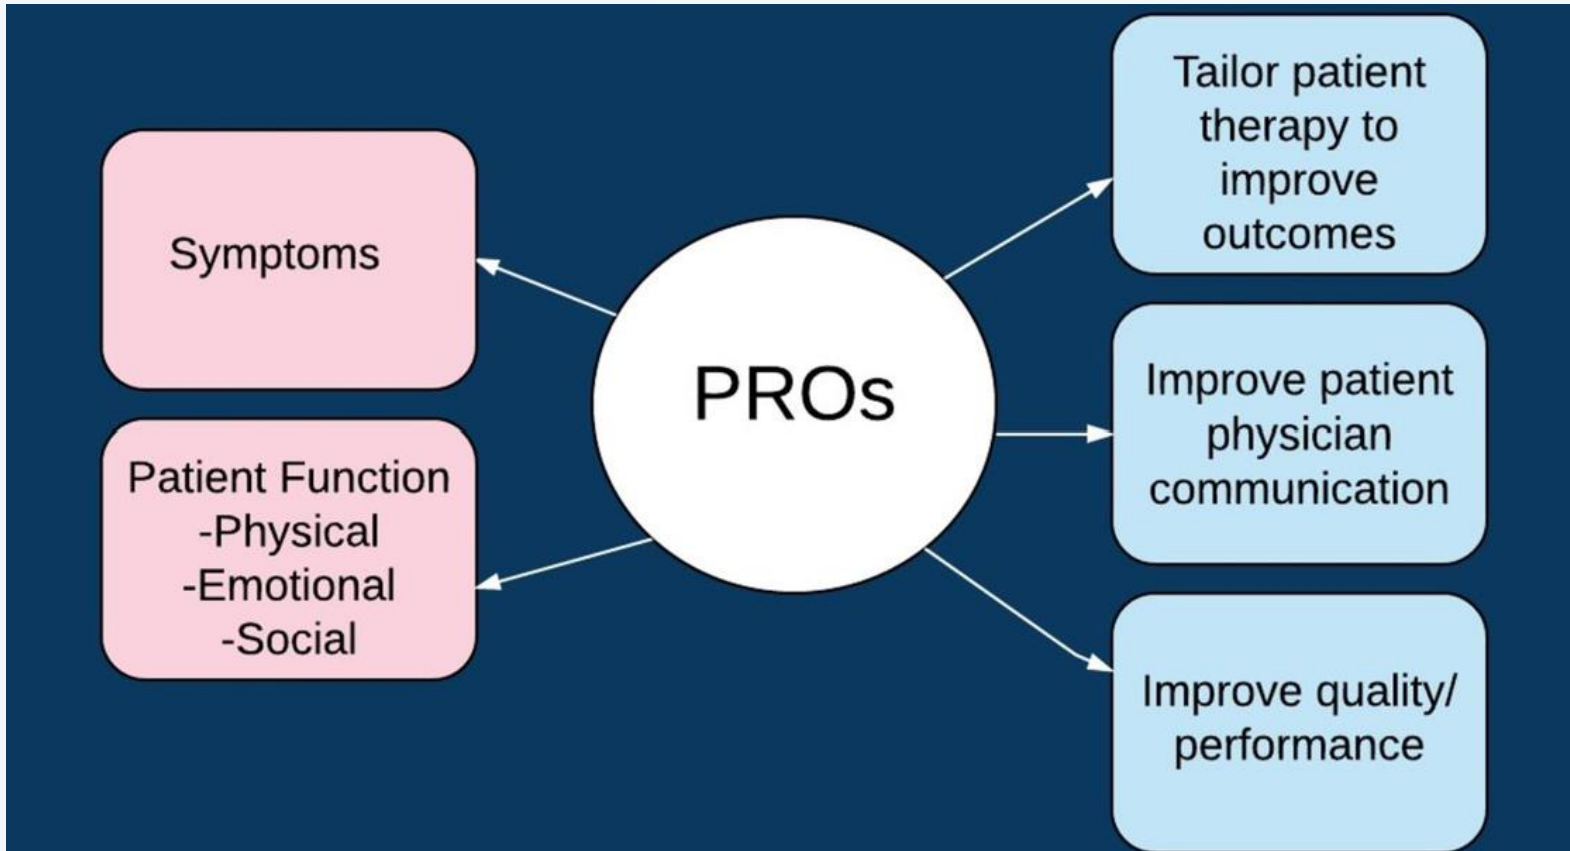 Symptoms
Patient Function
-Physical
-Emotional
-Social
PROs
Tailor patient
therapy to
improve
outcomes
Improve patient
physician
communication
Improve quality/
performance